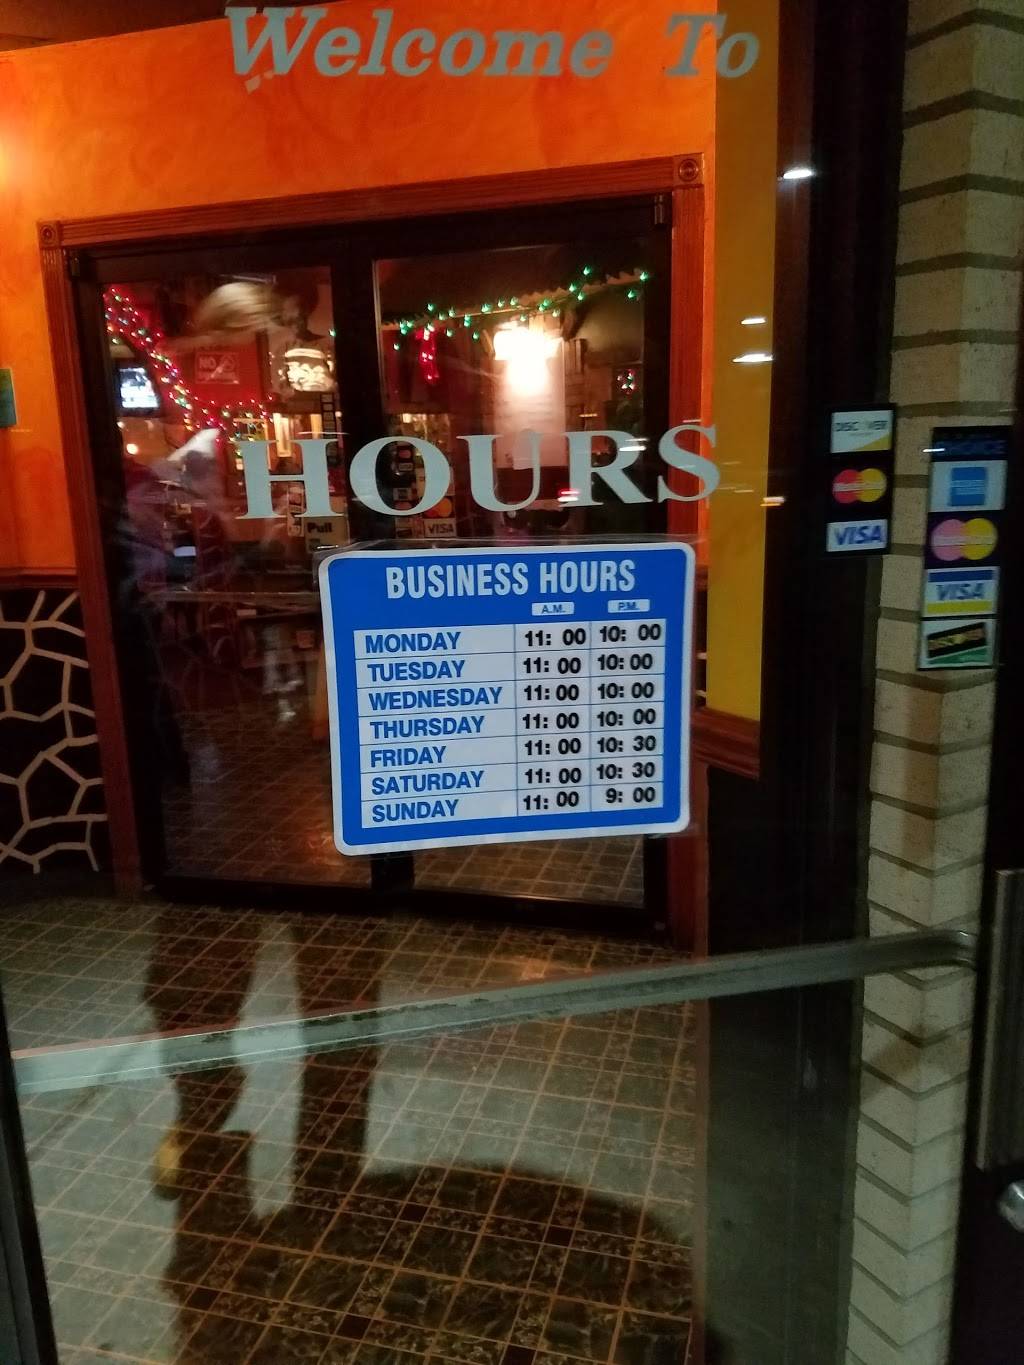 Welcome To
HOURS
Pull
VISA
BUSINESS HOURS
A.M. P.M.
MONDAY 11: 00 10: 00
TUESDAY 11: 00 10: 00
WEDNESDAY 11: 00 10: 00
THURSDAY 11: 00 10: 00
FRIDAY 11: 00 10: 30
SATURDAY 11: 00 10: 30
SUNDAY 11: 00 9: 00
DISCOVER
VISA
VISA